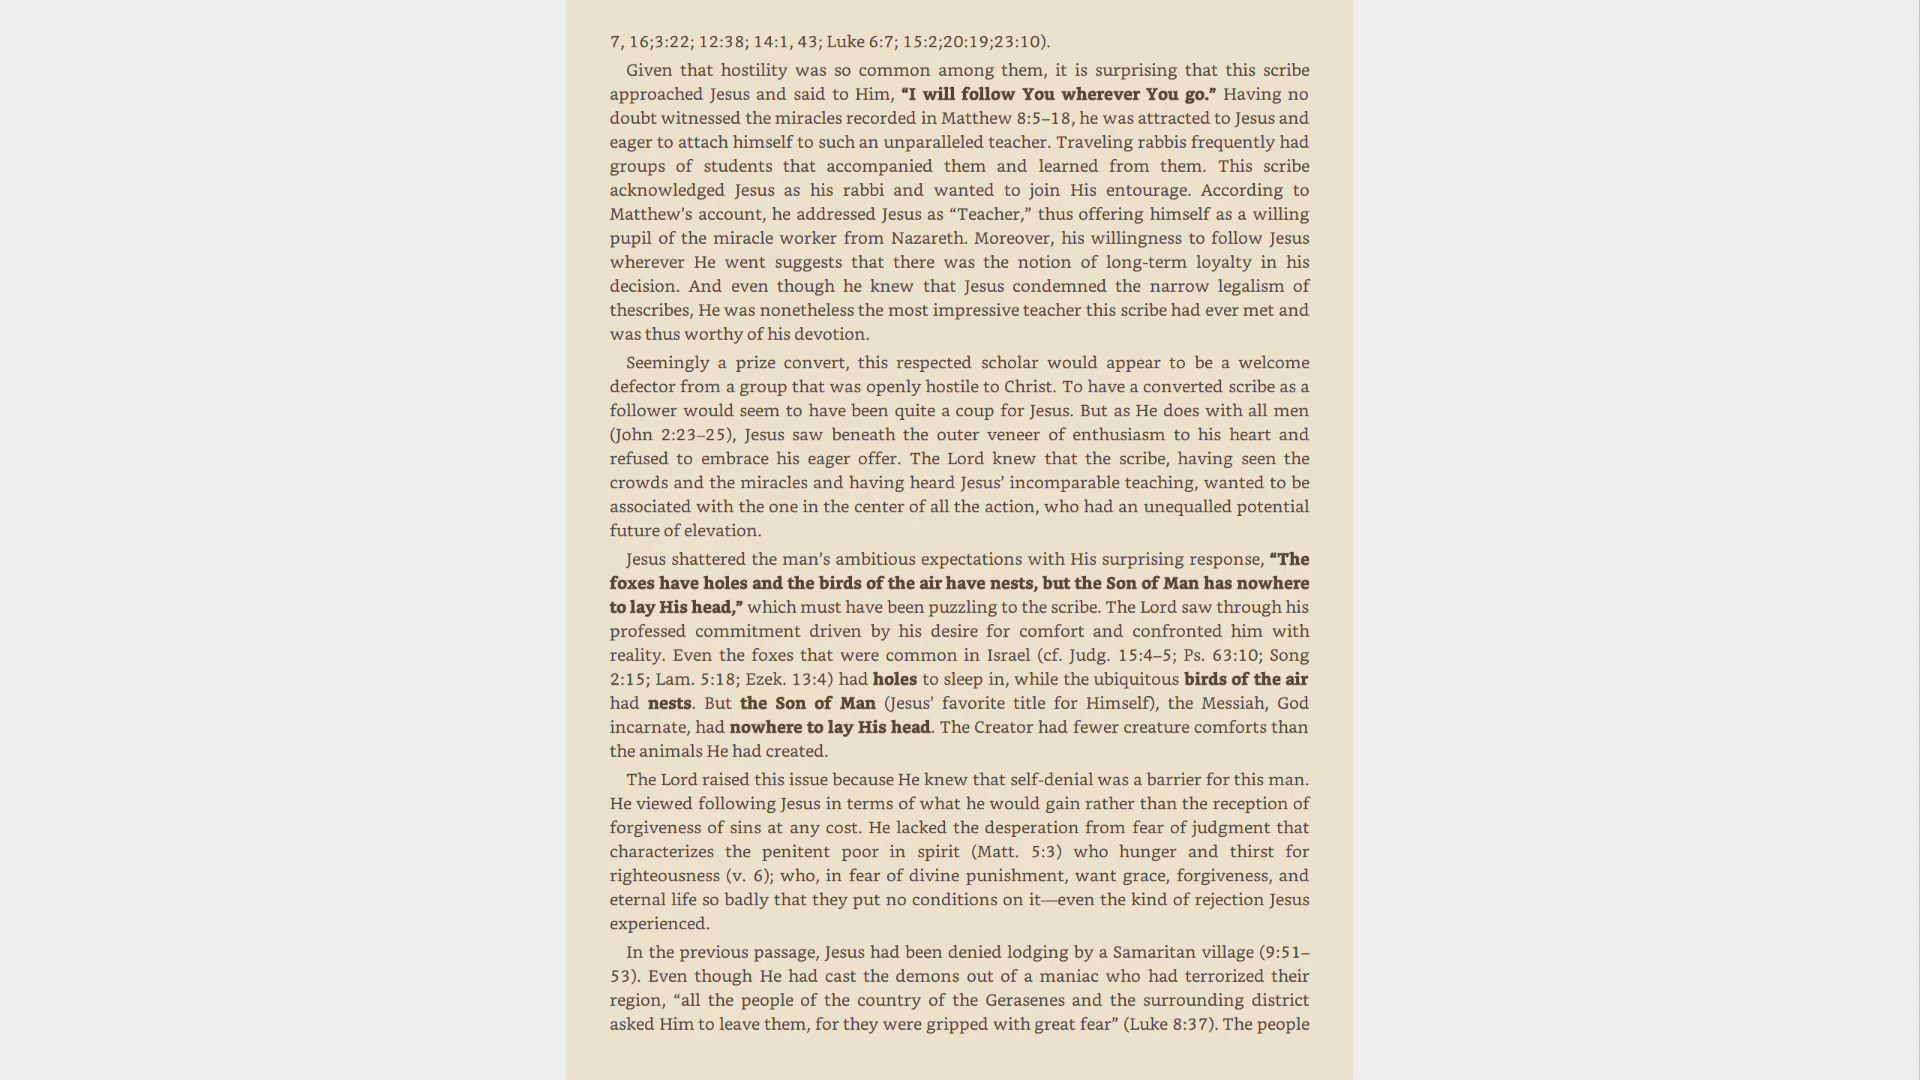 7, 16;3:22; 12:38; 14:1, 43; Luke 6:7; 15:2;20:19;23:10).
Given that hostility was so common among them, it is surprising that this scribe
approached Jesus and said to Him, “I will follow You wherever You go.” Having no
doubt witnessed the miracles recorded in Matthew 8:5–18, he was attracted to Jesus and
eager to attach himself to such an unparalleled teacher. Traveling rabbis frequently had
groups of students that accompanied them and learned from them. This scribe
acknowledged Jesus as his rabbi and wanted to join His entourage. According to
Matthew’s account, he addressed Jesus as “Teacher,” thus offering himself as a willing
pupil of the miracle worker from Nazareth. Moreover, his willingness to follow Jesus
wherever He went suggests that there was the notion of long-term loyalty in his
decision. And even though he knew that Jesus condemned the narrow legalism of
thescribes, He was nonetheless the most impressive teacher this scribe had ever met and
was thus worthy of his devotion.
Seemingly a prize convert, this respected scholar would appear to be a welcome
defector from a group that was openly hostile to Christ. To have a converted scribe as a
follower would seem to have been quite a coup for Jesus. But as He does with all men
(John 2:23–25), Jesus saw beneath the outer veneer of enthusiasm to his heart and
refused to embrace his eager offer. The Lord knew that the scribe, having seen the
crowds and the miracles and having heard Jesus’ incomparable teaching, wanted to be
associated with the one in the center of all the action, who had an unequalled potential
future of elevation.
Jesus shattered the man’s ambitious expectations with His surprising response, “The
foxes have holes and the birds of the air have nests, but the Son of Man has nowhere
to lay His head,” which must have been puzzling to the scribe. The Lord saw through his
professed commitment driven by his desire for comfort and confronted him with
reality. Even the foxes that were common in Israel (cf. Judg. 15:4–5; Ps. 63:10; Song
2:15; Lam. 5:18; Ezek. 13:4) had holes to sleep in, while the ubiquitous birds of the air
had nests. But the Son of Man (Jesus’ favorite title for Himself), the Messiah, God
incarnate, had nowhere to lay His head. The Creator had fewer creature comforts than
the animals He had created.
The Lord raised this issue because He knew that self-denial was a barrier for this man.
He viewed following Jesus in terms of what he would gain rather than the reception of
forgiveness of sins at any cost. He lacked the desperation from fear of judgment that
characterizes the penitent poor in spirit (Matt. 5:3) who hunger and thirst for
righteousness (v. 6); who, in fear of divine punishment, want grace, forgiveness, and
eternal life so badly that they put no conditions on it—even the kind of rejection Jesus
experienced.
In the previous passage, Jesus had been denied lodging by a Samaritan village (9:51–
53). Even though He had cast the demons out of a maniac who had terrorized their
region, “all the people of the country of the Gerasenes and the surrounding district
asked Him to leave them, for they were gripped with great fear” (Luke 8:37). The people